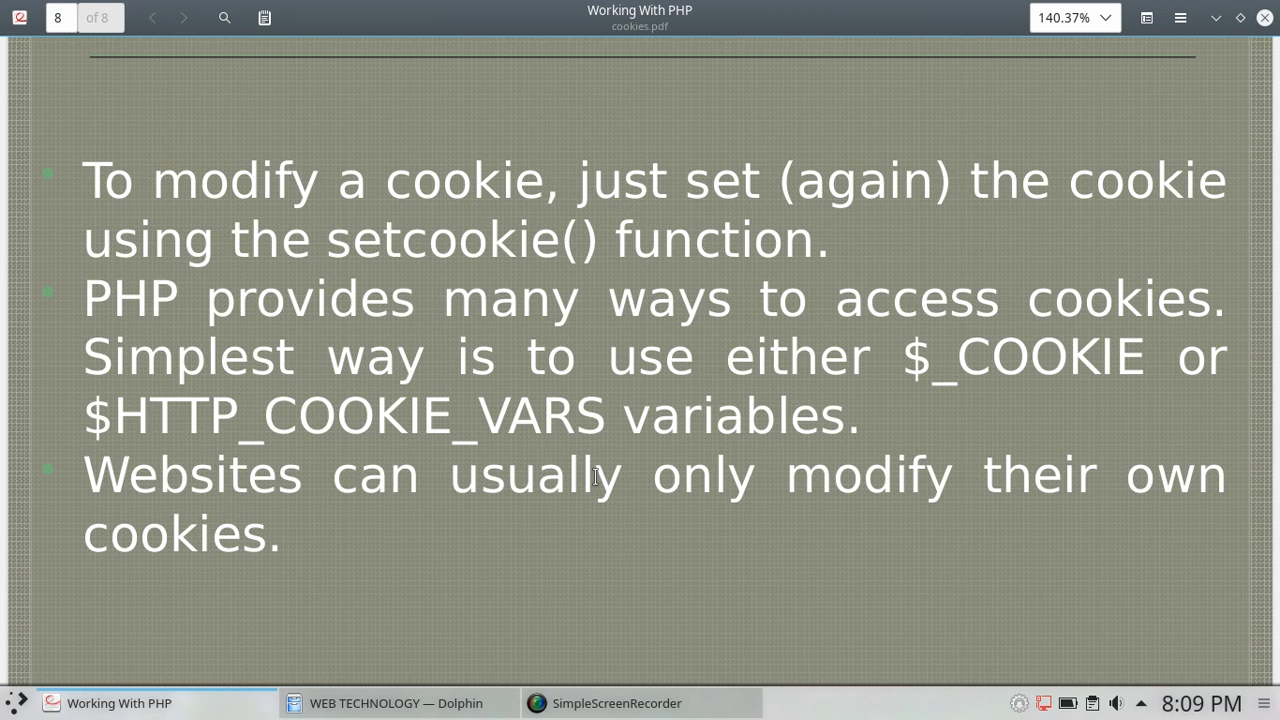 8
of 8
Working With PHP
cookies.pdf
140.37%
To modify a cookie, just set (again) the cookie
using the setcookie() function.
PHP provides many ways to access cookies.
Simplest way is to use either $_COOKIE or
$HTTP_COOKIE_VARS variables.
Websites can usually only modify their own
cookies.
Working With PHP
WEB TECHNOLOGY — Dolphin
SimpleScreenRecorder
8:09 PM